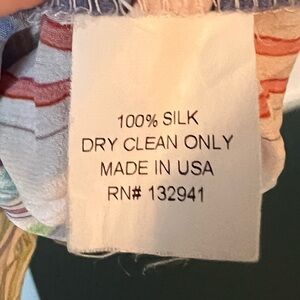 100% SILK
DRY CLEAN ONLY
MADE IN USA
RN# 132941